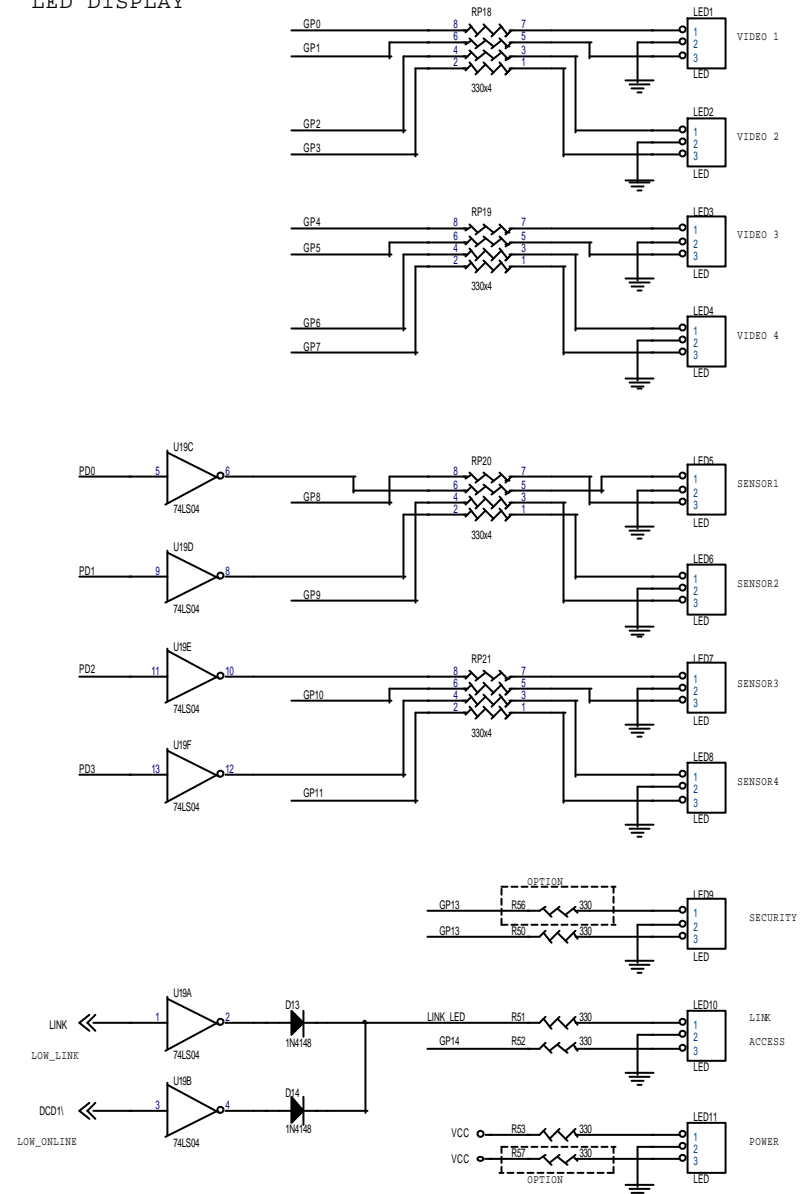 LED DISPLAY
RP18
LED1
GP0 8 7 1 VIDEO 1
6 5 2
GP1 4 3 3
2 1 LED
330x4
LED2
GP2 1 VIDEO 2
2
GP3 3
LED
RP19
LED3
GP4 8 7 1 VIDEO 3
6 5 2
GP5 4 3 3
2 1 LED
330x4
LED4
GP6 1 VIDEO 4
2
GP7 3
LED
U19C
RP20
LED5
PD0 5 6 8 7 1 SENSOR1
6 5 2
GP8 4 3 3
74LS04 2 1 LED
330x4
U19D
LED6
PD1 9 8 1 SENSOR2
2
GP9 3
74LS04 LED
U19E
RP21
LED7
PD2 11 10 8 7 1 SENSOR3
6 5 2
GP10 4 3 3
74LS04 2 1 LED
330x4
U19F
LED8
PD3 13 12 1 SENSOR4
2
GP11 3
74LS04 LED
OPTION
LED9
GP13 R56 330 1 SECURITY
2
GP13 R50 330 3
LED
U19A
D13
LED10
LINK 1 2 LINK_LED R51 330 1 LINK
2
1N4148 GP14 R52 330 3 ACCESS
LOW_LINK 74LS04 LED
U19B
D14
DCD1\ 3 4
LED11
1N4148
VCC R53 330 1 POWER
LOW_ONLINE 74LS04 2
VCC R57 330 3
OPTION LED